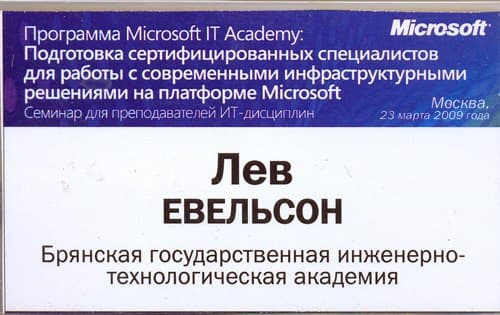 Программа Microsoft IT Academy:
Microsoft
Подготовка сертифицированных специалистов
для работы с современными инфраструктурными
решениями на платформе Microsoft
Москва,
Семинар для преподавателей ИТ-дисциплин
23 марта 2009 года
Лев
ЕВЕЛЬСОН
Брянская государственная инженерно-
технологическая академия